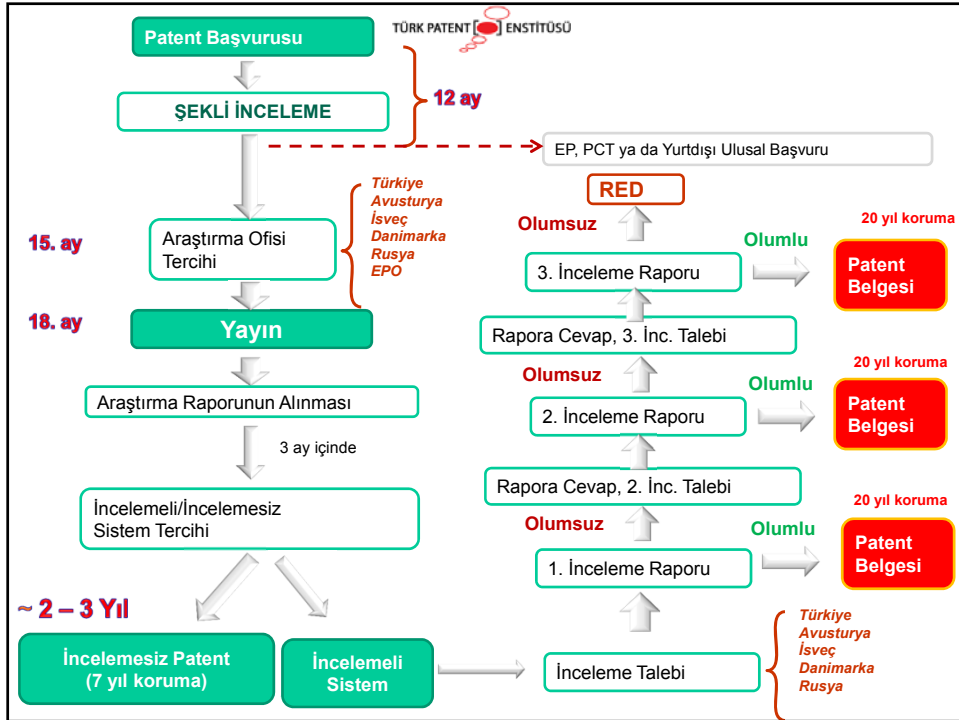 TÜRK PATENT ENSTİTÜSÜ
Patent Başvurusu
12 ay
ŞEKLİ İNCELEME
EP, PCT ya da Yurtdışı Ulusal Başvuru
Türkiye
Avusturya
İsveç
Danimarka
Rusya
EPO
15. ay
Araştırma Ofisi
Tercihi
18. ay
Yayın
Araştırma Raporunun Alınması
3 ay içinde
İncelemeli/İncelemesiz
Sistem Tercihi
~ 2 – 3 Yıl
İncelemesiz Patent
(7 yıl koruma)
İncelemeli
Sistem
İnceleme Talebi
Türkiye
Avusturya
İsveç
Danimarka
Rusya
1. İnceleme Raporu
Olumlu
20 yıl koruma
Patent
Belgesi
Olumsuz
Rapora Cevap, 2. İnc. Talebi
2. İnceleme Raporu
Olumlu
20 yıl koruma
Patent
Belgesi
Olumsuz
Rapora Cevap, 3. İnc. Talebi
3. İnceleme Raporu
Olumlu
20 yıl koruma
Patent
Belgesi
Olumsuz
RED